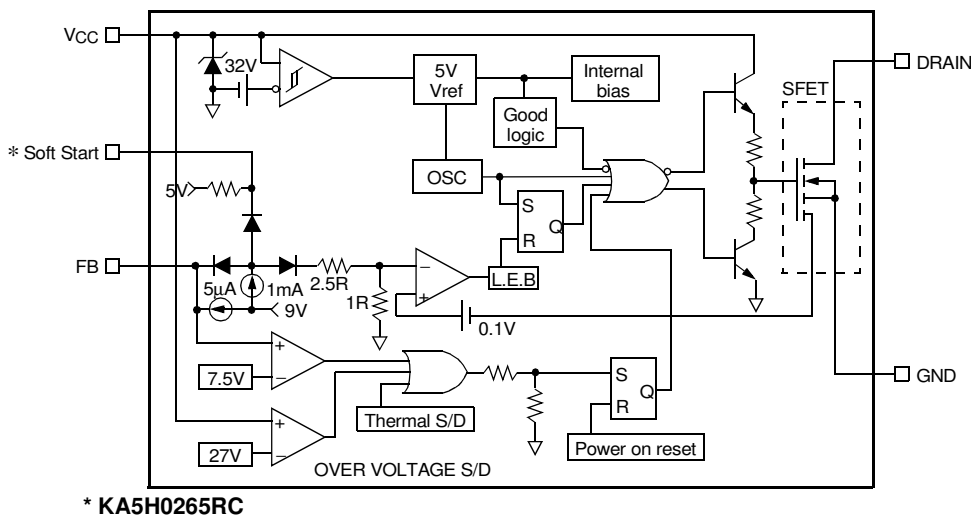 VCC
32V
5V
Vref
Internal
bias
Good
logic
DRAIN
SFET
* Soft Start
5V
OSC
S
R
Q
FB
5μA
1mA
9V
2.5R
1R
−
+
L.E.B
0.1V
+
−
7.5V
Thermal S/D
S
R
Q
GND
+
−
27V
Power on reset
OVER VOLTAGE S/D
* KA5H0265RC